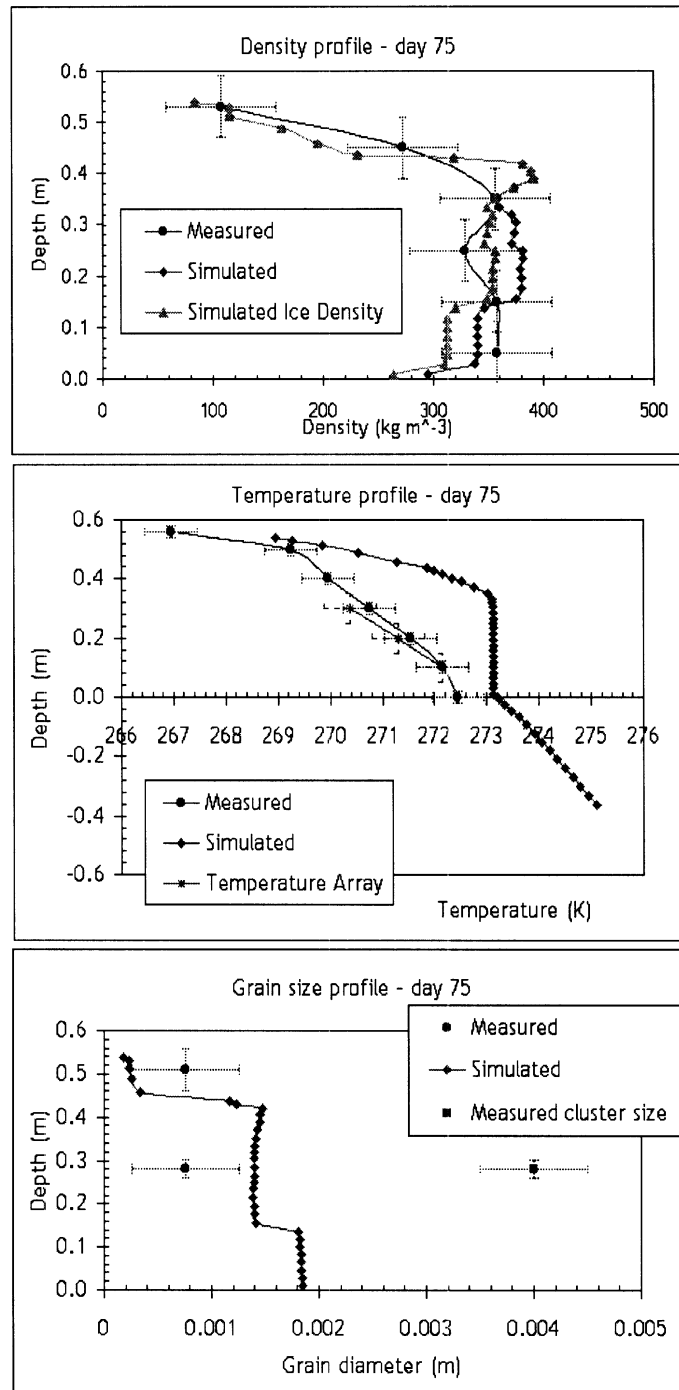 Density profile - day 75
0.6
0.5
0.4
0.3
0.2
0.1
0.0
Depth (m)
Measured
Simulated
Simulated Ice Density
0 100 200 300 400 500
Density (kg m^-3)
Temperature profile - day 75
0.6
0.4
0.2
0.0
-0.2
-0.4
-0.6
Depth (m)
266 267 268 269 270 271 272 273 274 275 276
Measured
Simulated
Temperature Array
Temperature (K)
Grain size profile - day 75
0.6
0.5
0.4
0.3
0.2
0.1
0.0
Depth (m)
Measured
Simulated
Measured cluster size
0 0.001 0.002 0.003 0.004 0.005
Grain diameter (m)